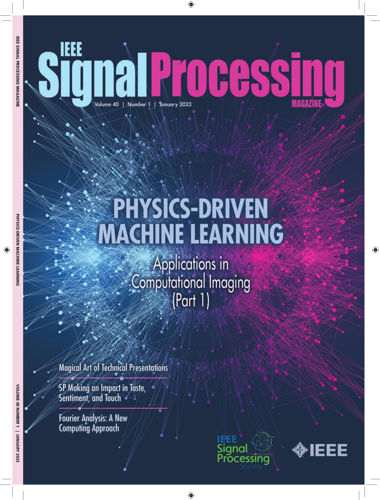 IEEE SIGNAL PROCESSING MAGAZINE
PHYSICS-DRIVEN MACHINE LEARNING
VOLUME 40 NUMBER 1 | JANUARY 2023
IEEE
SignalProcessing
MAGAZINE
Volume 40 | Number 1 | January 2023
PHYSICS-DRIVEN
MACHINE LEARNING
Applications in
Computational Imaging
(Part 1)
Magical Art of Technical Presentations
SP Making an Impact in Taste,
Sentiment, and Touch
Fourier Analysis: A New
Computing Approach
IEEE
Signal
Processing
Society
IEEE